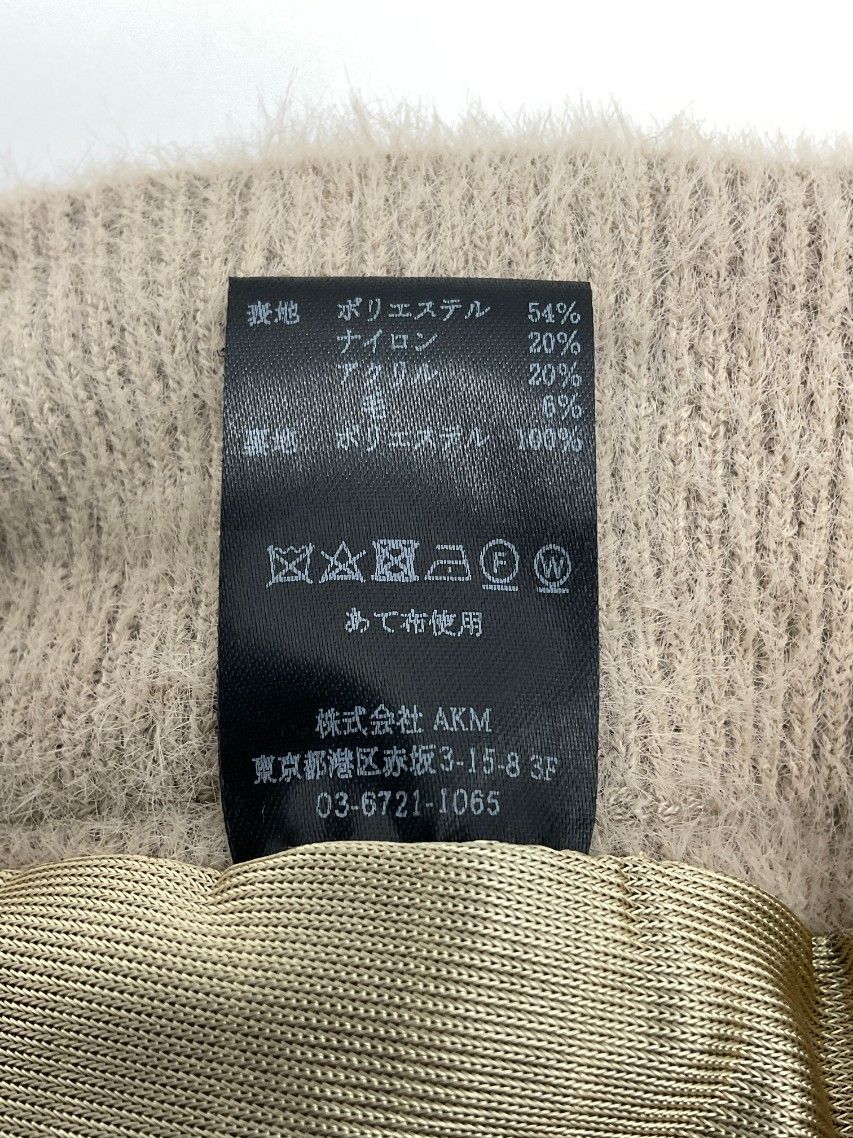 表地 ポリエステル 54%
ナイロン 20%
アクリル 20%
毛 6%
裏地 ポリエステル 100%
F W
あて布使用
株式会社 AKM
東京都港区赤坂3-15-8 3F
03-6721-1065